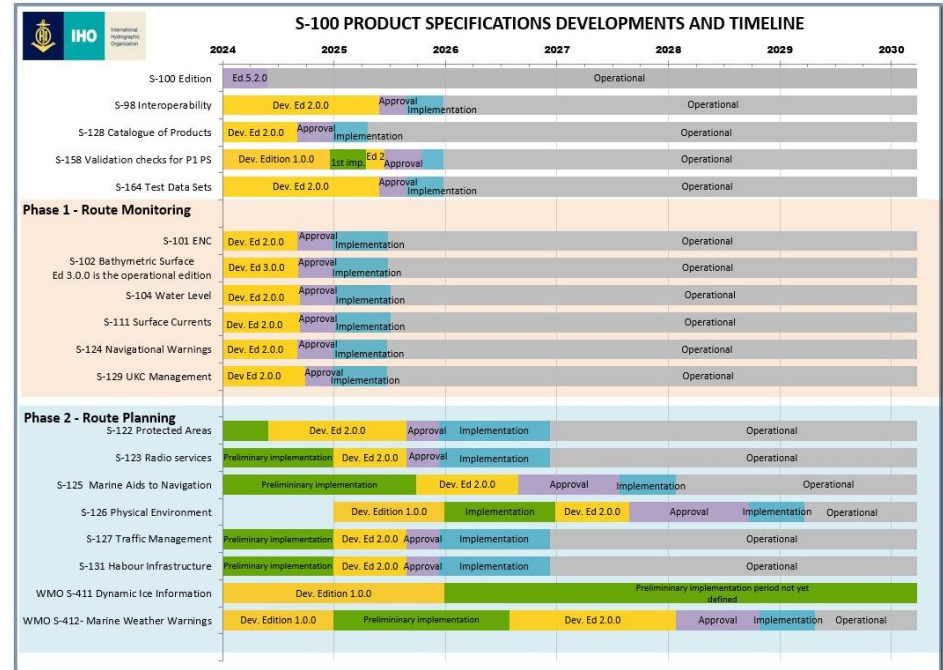 IHO
International
Hydrographic
Organization
S-100 PRODUCT SPECIFICATIONS DEVELOPMENTS AND TIMELINE
2024 2025 2026 2027 2028 2029 2030
S-100 Edition Ed.5.2.0 Operational
S-98 Interoperability Dev. Ed 2.0.0 Approval Implementation Operational
S-128 Catalogue of Products Dev. Ed 2.0.0 Approval Implementation Operational
S-158 Validation checks for P1 PS Dev. Edition 1.0.0 1st imp. Ed 2 Approval Operational
S-164 Test Data Sets Dev. Ed 2.0.0 Approval Implementation Operational
Phase 1 - Route Monitoring
S-101 ENC Dev. Ed 2.0.0 Approval Implementation Operational
S-102 Bathymetric Surface
Ed 3.0.0 is the operational edition Dev. Ed 3.0.0 Approval Implementation Operational
S-104 Water Level Dev. Ed 2.0.0 Approval Implementation Operational
S-111 Surface Currents Dev. Ed 2.0.0 Approval Implementation Operational
S-124 Navigational Warnings Dev. Ed 2.0.0 Approval Implementation Operational
S-129 UKC Management Dev Ed 2.0.0 Approval Implementation Operational
Phase 2 - Route Planning
S-122 Protected Areas Dev. Ed 2.0.0 Approval Implementation Operational
S-123 Radio services Preliminary implementation Dev. Ed 2.0.0 Approval Implementation Operational
S-125 Marine Aids to Navigation Prelimininary implementation Dev. Ed 2.0.0 Approval Implementation Operational
S-126 Physical Environment Dev. Edition 1.0.0 Implementation Dev. Ed 2.0.0 Approval Implementation Operational
S-127 Traffic Management Preliminary implementation Dev. Ed 2.0.0 Approval Implementation Operational
S-131 Habour Infrastructure Preliminary implementation Dev. Ed 2.0.0 Approval Implementation Operational
WMO S-411 Dynamic Ice Information Dev. Edition 1.0.0 Prelimininary implementation period not yet
defined
WMO S-412- Marine Weather Warnings Dev. Edition 1.0.0 Prelimininary implementation Dev. Ed 2.0.0 Approval Implementation Operational